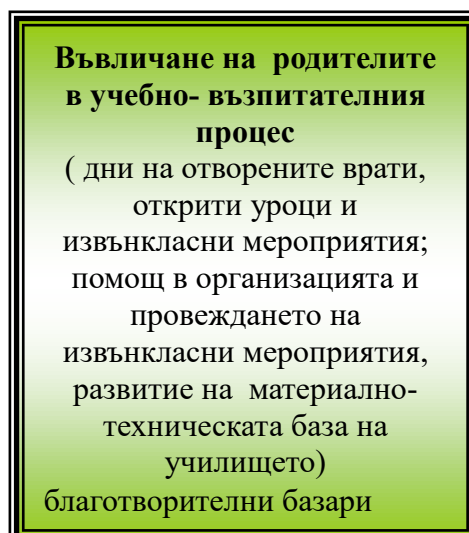 Въвличане на  родителите
в учебно- възпитателния
процес
( дни на отворените врати,
открити уроци и
извънкласни мероприятия;
помощ в организацията и
провеждането на
извънкласни мероприятия,
развитие на  материално-
техническата база на
училището)
благотворителни базари